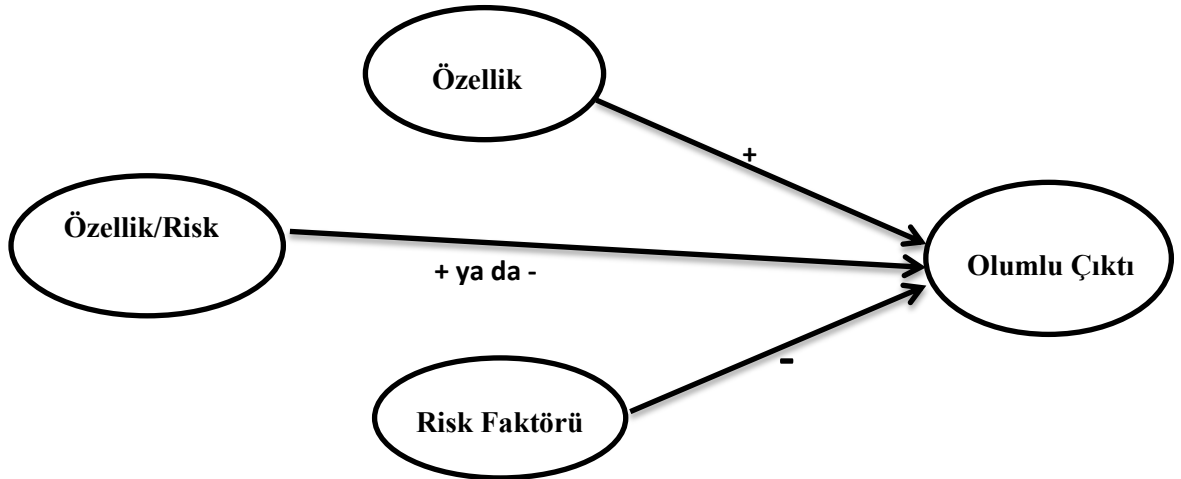 Özellik
+
Özellik/Risk
+ ya da -
Olumlu Çıktı
-
Risk Faktörü